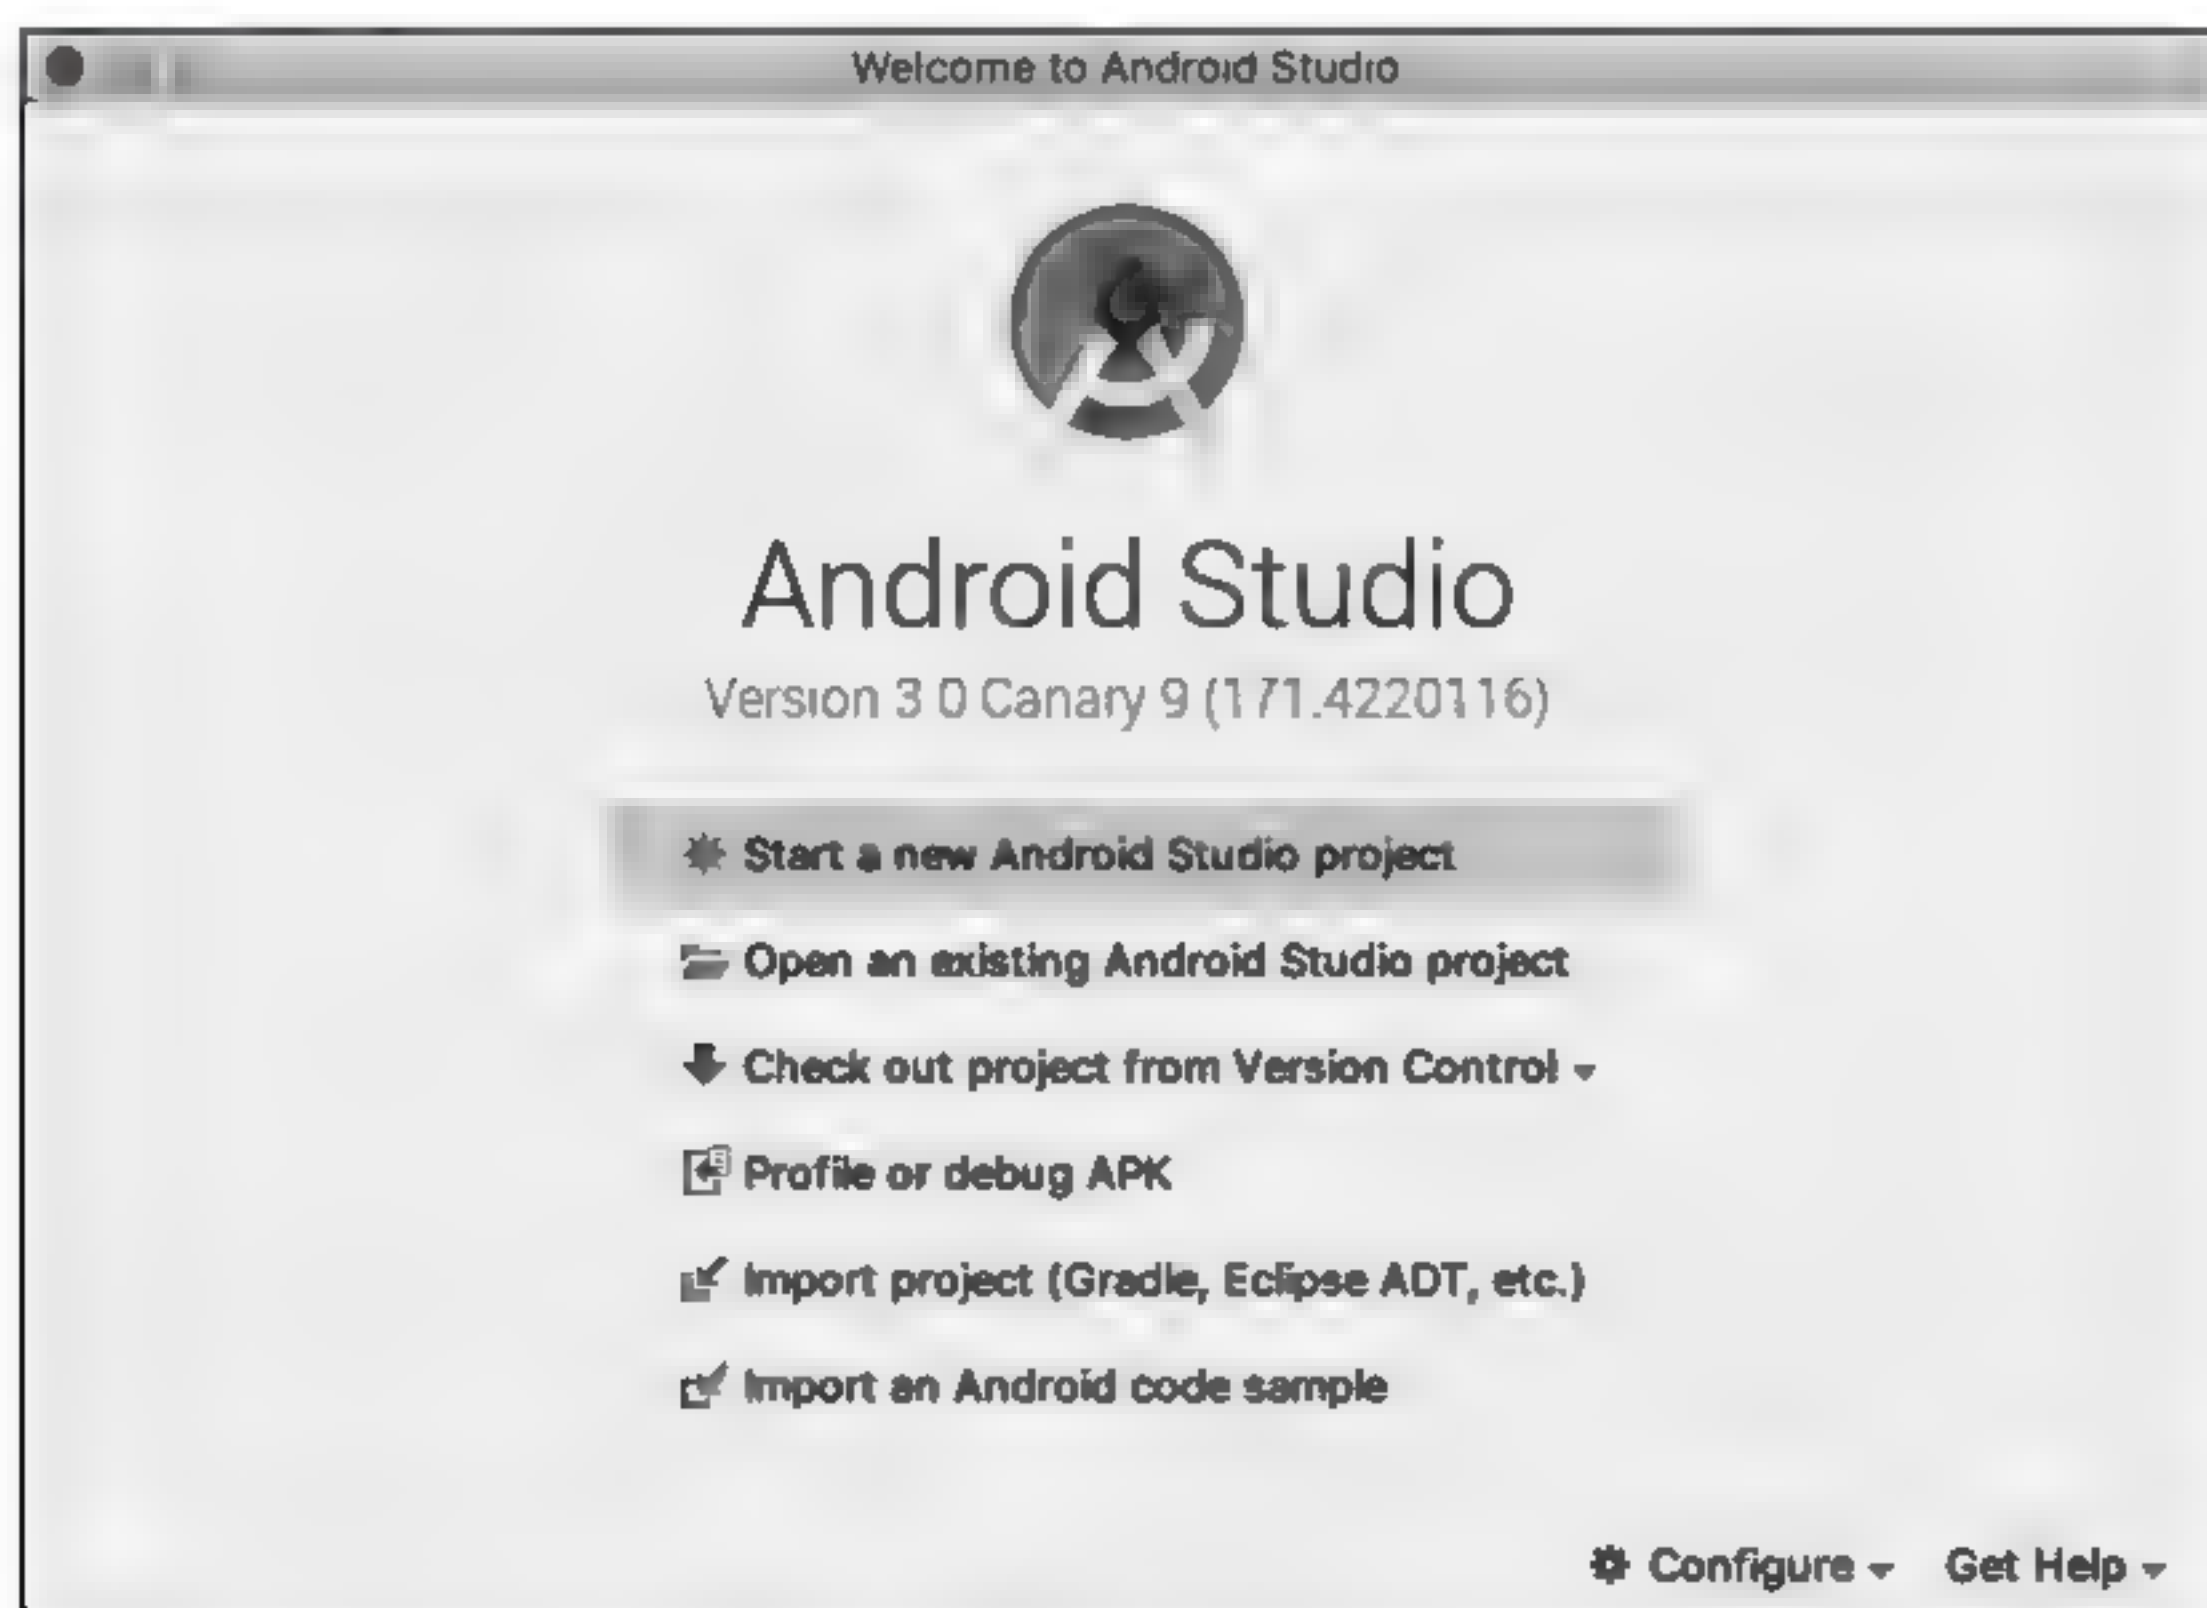 Welcome to Android Studio
Android Studio
Version 3 0 Canary 9 (171.4220116)
Start a new Android Studio project
Open an existing Android Studio project
Check out project from Version Control
Profile or debug APK
Import project (Gradle, Eclipse ADT, etc.)
Import an Android code sample
Configure Get Help